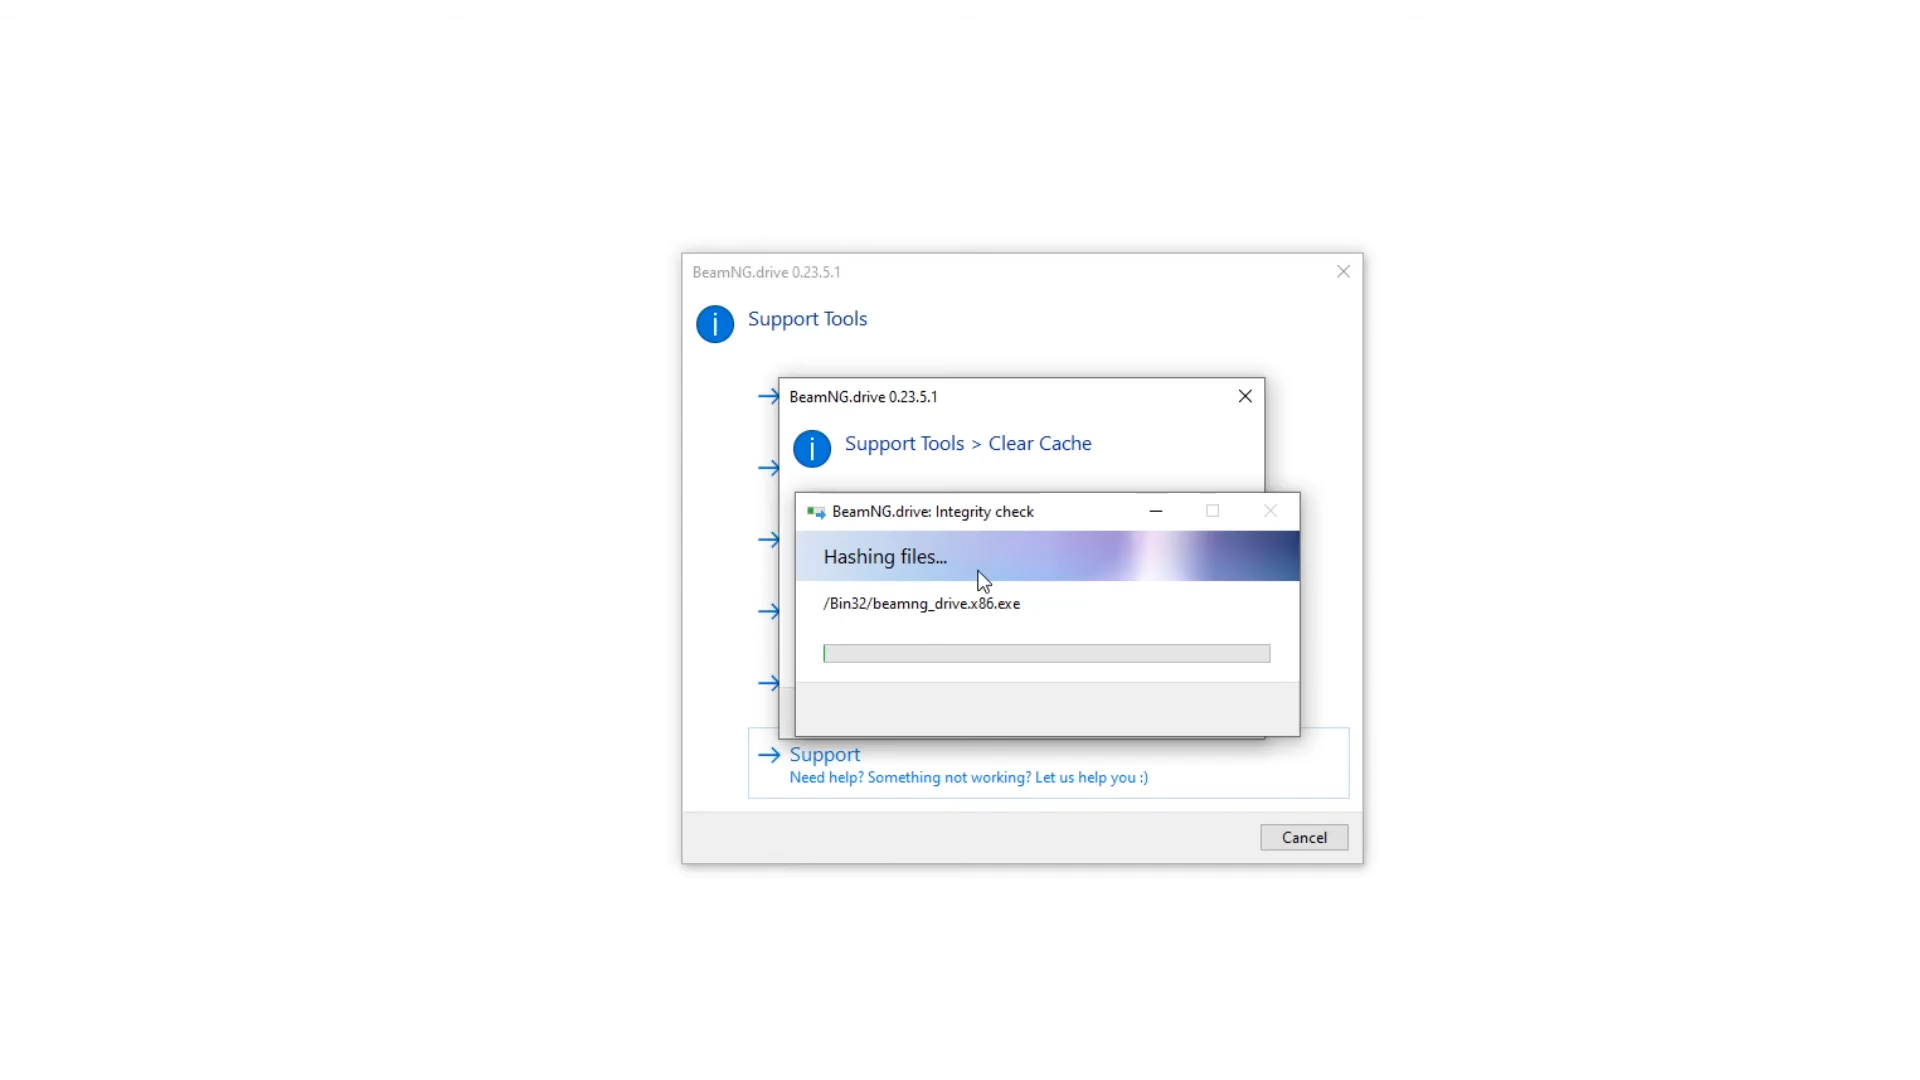 BeamNG.drive 0.23.5.1
Support Tools
BeamNG.drive 0.23.5.1
Support Tools > Clear Cache
BeamNG.drive: Integrity check
Hashing files...
/Bin32/beamng_drive.x86.exe
Support
Need help? Something not working? Let us help you :)
Cancel